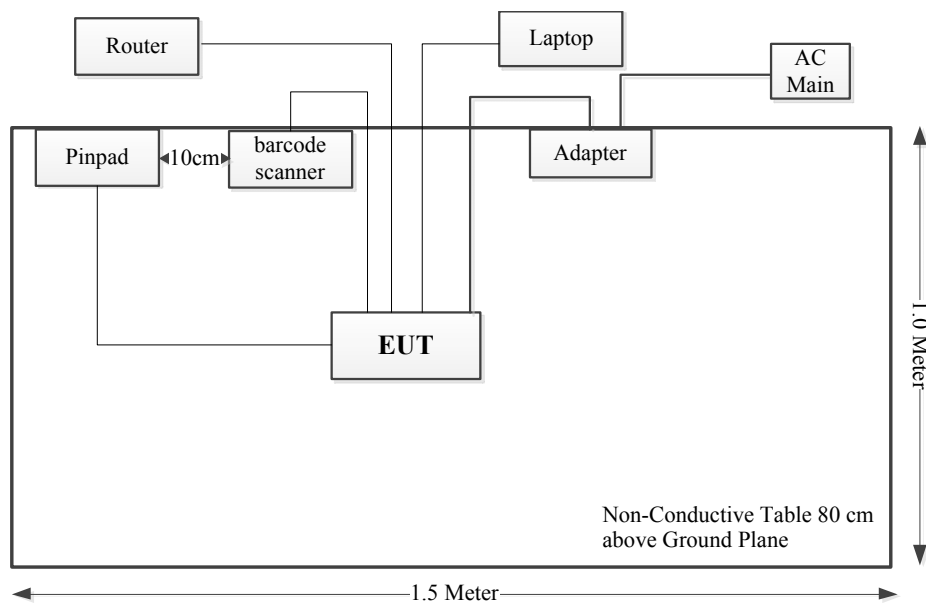 Router
Laptop
AC
Main
Pinpad
10cm
barcode
scanner
Adapter
EUT
1.0 Meter
Non-Conductive Table 80 cm
above Ground Plane
1.5 Meter